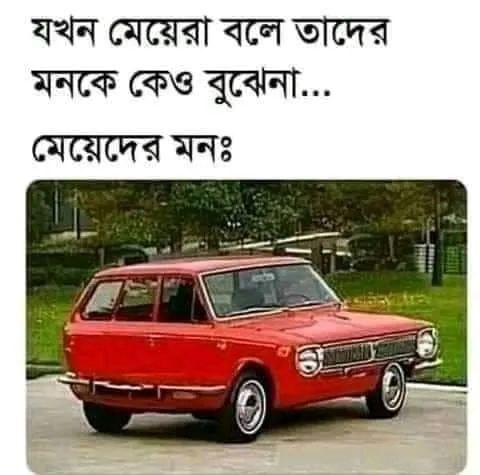 যখন মেয়েরা বলে তাদের
মনকে কেও বুঝেনা...
মেয়েদের মনঃ